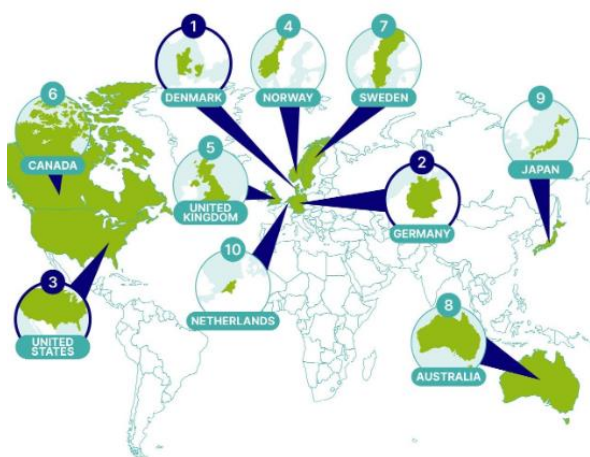 1
DENMARK
4
NORWAY
7
SWEDEN
6
CANADA
5
UNITED
KINGDOM
9
JAPAN
2
GERMANY
3
UNITED
STATES
10
NETHERLANDS
8
AUSTRALIA